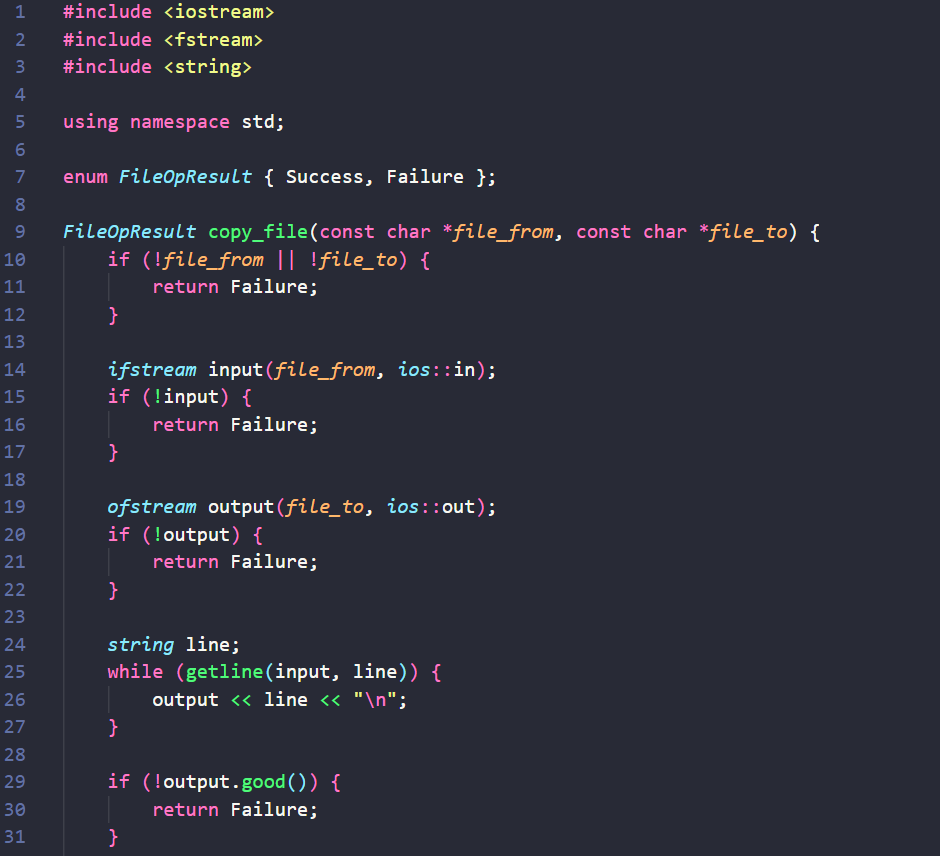 1 #include <iostream>
2 #include <fstream>
3 #include <string>
4
5 using namespace std;
6
7 enum FileOpResult { Success, Failure };
8
9 FileOpResult copy_file(const char *file_from, const char *file_to) {
10     if (!file_from || !file_to) {
11         return Failure;
12     }
13
14     ifstream input(file_from, ios::in);
15     if (!input) {
16         return Failure;
17     }
18
19     ofstream output(file_to, ios::out);
20     if (!output) {
21         return Failure;
22     }
23
24     string line;
25     while (getline(input, line)) {
26         output << line << "\n";
27     }
28
29     if (!output.good()) {
30         return Failure;
31     }